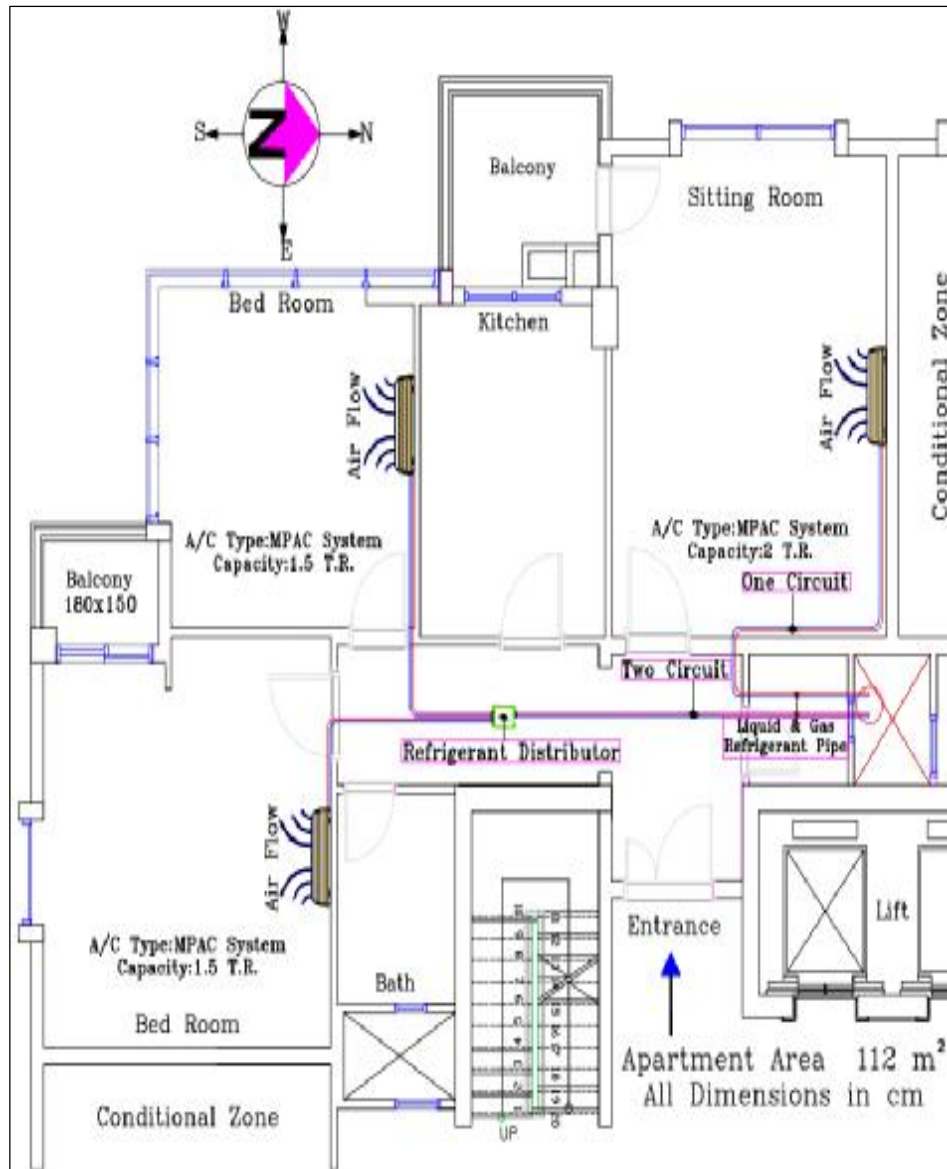 W
S
N
N
E
Balcony
Sitting Room
Bed Room
Kitchen
Conditional Zone
Air Flow
Air Flow
A/C Type:MPAC System
Capacity:1.5 T.R.
A/C Type:MPAC System
Capacity:2 T.R.
Balcony
180x150
One Circuit
Two Circuit
Liquid & Gas
Refrigerant Pipe
Refrigerant Distributor
Air Flow
A/C Type:MPAC System
Capacity:1.5 T.R.
Bed Room
Bath
Entrance
Lift
Apartment Area 112 m²
All Dimensions in cm
Conditional Zone
UP